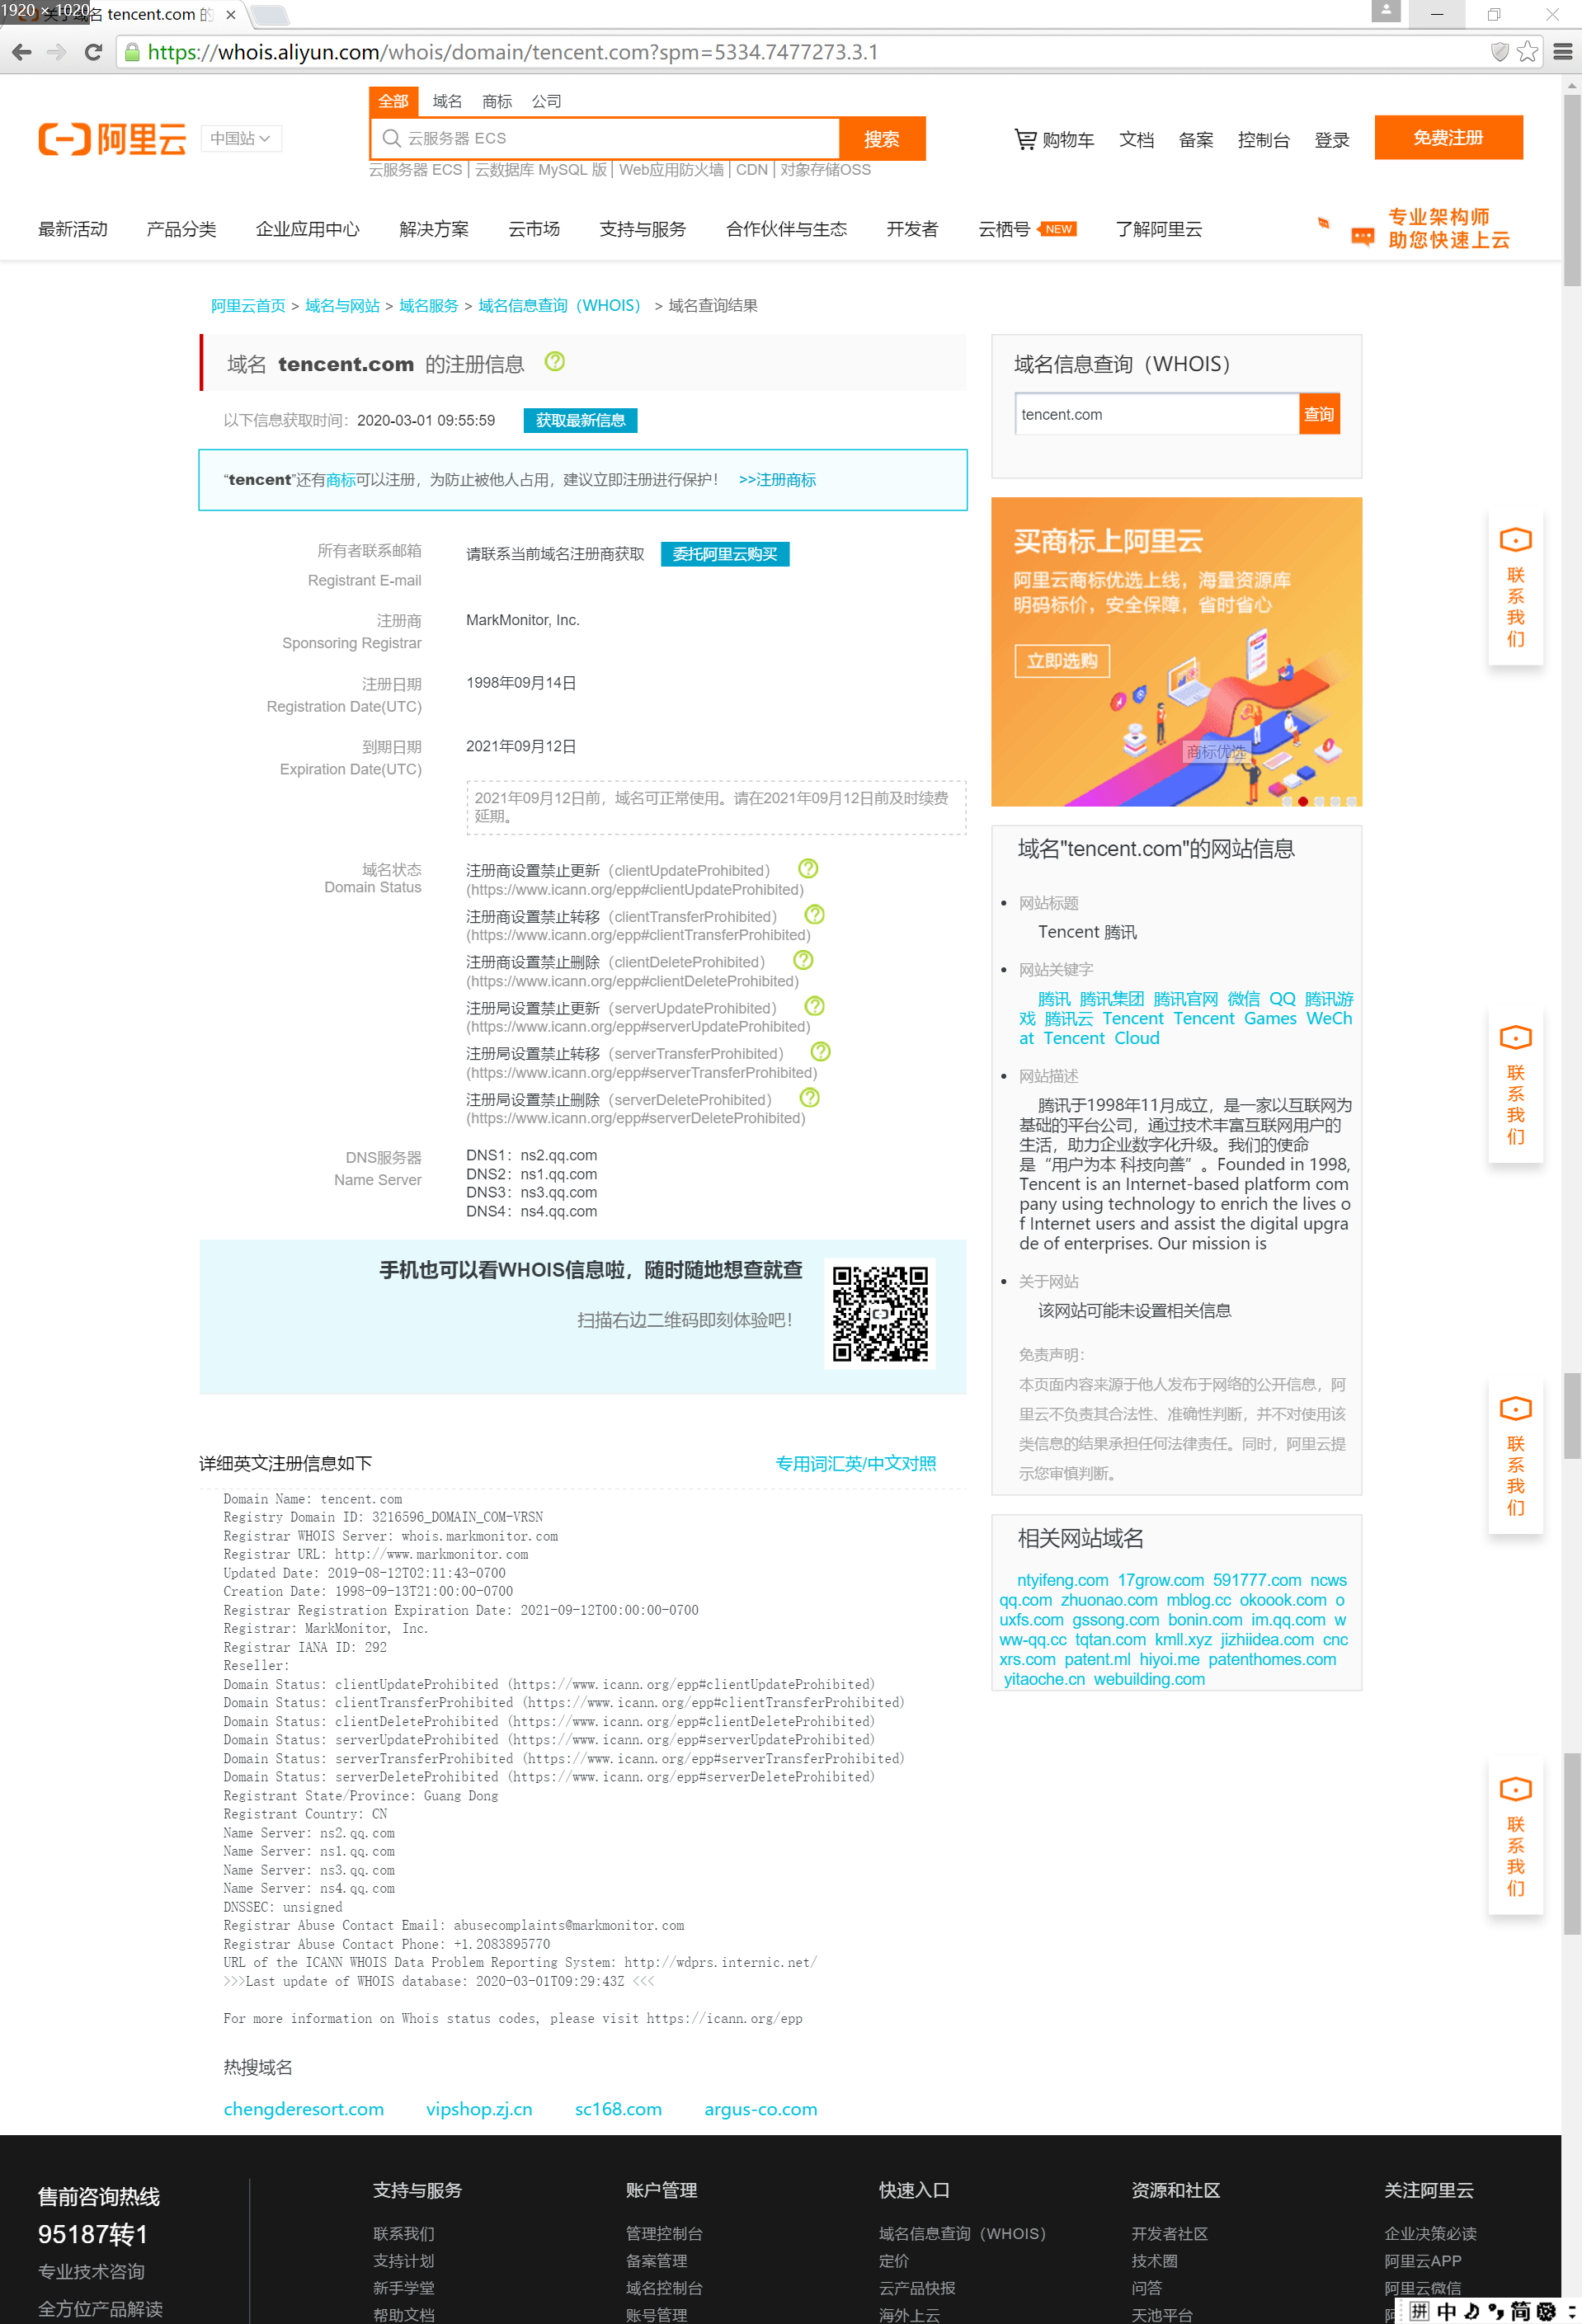 1920 × 1020
名 tencent.com 的
https://whois.aliyun.com/whois/domain/tencent.com?spm=5334.7477273.3.1
全部 域名 商标 公司
阿里云
中国站
云服务器 ECS
搜索
购物车 文档 备案 控制台 登录 免费注册
云服务器 ECS | 云数据库 MySQL 版 | Web应用防火墙 | CDN | 对象存储OSS
最新活动 产品分类 企业应用中心 解决方案 云市场 支持与服务 合作伙伴与生态 开发者 云栖号 NEW 了解阿里云
专业架构师
助您快速上云
阿里云首页 > 域名与网站 > 域名服务 > 域名信息查询（WHOIS） > 域名查询结果
域名 tencent.com 的注册信息
以下信息获取时间：2020-03-01 09:55:59 获取最新信息
“tencent”还有商标可以注册，为防止被他人占用，建议立即注册进行保护！ >>注册商标
所有者联系邮箱 请联系当前域名注册商获取 委托阿里云购买
Registrant E-mail
注册商 MarkMonitor, Inc.
Sponsoring Registrar
注册日期 1998年09月14日
Registration Date(UTC)
到期日期 2021年09月12日
Expiration Date(UTC)
2021年09月12日前，域名可正常使用。请在2021年09月12日前及时续费
延期。
域名状态 注册商设置禁止更新（clientUpdateProhibited）
Domain Status (https://www.icann.org/epp#clientUpdateProhibited)
注册商设置禁止转移（clientTransferProhibited）
(https://www.icann.org/epp#clientTransferProhibited)
注册商设置禁止删除（clientDeleteProhibited）
(https://www.icann.org/epp#clientDeleteProhibited)
注册局设置禁止更新（serverUpdateProhibited）
(https://www.icann.org/epp#serverUpdateProhibited)
注册局设置禁止转移（serverTransferProhibited）
(https://www.icann.org/epp#serverTransferProhibited)
注册局设置禁止删除（serverDeleteProhibited）
(https://www.icann.org/epp#serverDeleteProhibited)
DNS服务器 DNS1：ns2.qq.com
Name Server DNS2：ns1.qq.com
DNS3：ns3.qq.com
DNS4：ns4.qq.com
手机也可以看WHOIS信息啦，随时随地想查就查
扫描右边二维码即刻体验吧！
详细英文注册信息如下 专用词汇英/中文对照
Domain Name: tencent.com
Registry Domain ID: 3216596_DOMAIN_COM-VRSN
Registrar WHOIS Server: whois.markmonitor.com
Registrar URL: http://www.markmonitor.com
Updated Date: 2019-08-12T02:11:43-0700
Creation Date: 1998-09-13T21:00:00-0700
Registrar Registration Expiration Date: 2021-09-12T00:00:00-0700
Registrar: MarkMonitor, Inc.
Registrar IANA ID: 292
Reseller:
Domain Status: clientUpdateProhibited (https://www.icann.org/epp#clientUpdateProhibited)
Domain Status: clientTransferProhibited (https://www.icann.org/epp#clientTransferProhibited)
Domain Status: clientDeleteProhibited (https://www.icann.org/epp#clientDeleteProhibited)
Domain Status: serverUpdateProhibited (https://www.icann.org/epp#serverUpdateProhibited)
Domain Status: serverTransferProhibited (https://www.icann.org/epp#serverTransferProhibited)
Domain Status: serverDeleteProhibited (https://www.icann.org/epp#serverDeleteProhibited)
Registrant State/Province: Guang Dong
Registrant Country: CN
Name Server: ns2.qq.com
Name Server: ns1.qq.com
Name Server: ns3.qq.com
Name Server: ns4.qq.com
DNSSEC: unsigned
Registrar Abuse Contact Email: abusecomplaints@markmonitor.com
Registrar Abuse Contact Phone: +1.2083895770
URL of the ICANN WHOIS Data Problem Reporting System: http://wdprs.internic.net/
>>>Last update of WHOIS database: 2020-03-01T09:29:43Z <<<
For more information on Whois status codes, please visit https://icann.org/epp
热搜域名
chengderesort.com vipshop.zj.cn sc168.com argus-co.com
域名信息查询（WHOIS）
tencent.com 查询
买商标上阿里云
阿里云商标优选上线，海量资源库
明码标价，安全保障，省时省心
立即选购
商标优选
域名"tencent.com"的网站信息
网站标题
Tencent 腾讯
网站关键字
腾讯 腾讯集团 腾讯官网 微信 QQ 腾讯游
戏 腾讯云 Tencent Tencent Games WeCh
at Tencent Cloud
网站描述
腾讯于1998年11月成立，是一家以互联网为
基础的平台公司，通过技术丰富互联网用户的
生活，助力企业数字化升级。我们的使命
是“用户为本 科技向善”。Founded in 1998,
Tencent is an Internet-based platform com
pany using technology to enrich the lives o
f Internet users and assist the digital upgra
de of enterprises. Our mission is
关于网站
该网站可能未设置相关信息
免责声明：
本页面内容来源于他人发布于网络的公开信息，阿
里云不负责其合法性、准确性判断，并不对使用该
类信息的结果承担任何法律责任。同时，阿里云提
示您审慎判断。
相关网站域名
ntyifeng.com 17grow.com 591777.com ncws
qq.com zhuonao.com mblog.cc okoook.com o
uxfs.com gssong.com bonin.com im.qq.com w
ww-qq.cc tqtan.com kmll.xyz jizhiidea.com cnc
xrs.com patent.ml hiyoi.me patenthomes.com
yitaoche.cn webuilding.com
联系我们
联系我们
联系我们
联系我们
售前咨询热线
95187转1
专业技术咨询
全方位产品解读
支持与服务
联系我们
支持计划
新手学堂
帮助文档
账户管理
管理控制台
备案管理
域名控制台
账号管理
快速入口
域名信息查询（WHOIS）
定价
云产品快报
海外上云
资源和社区
开发者社区
技术圈
问答
天池平台
关注阿里云
企业决策必读
阿里云APP
阿里云微信
拼 中 简